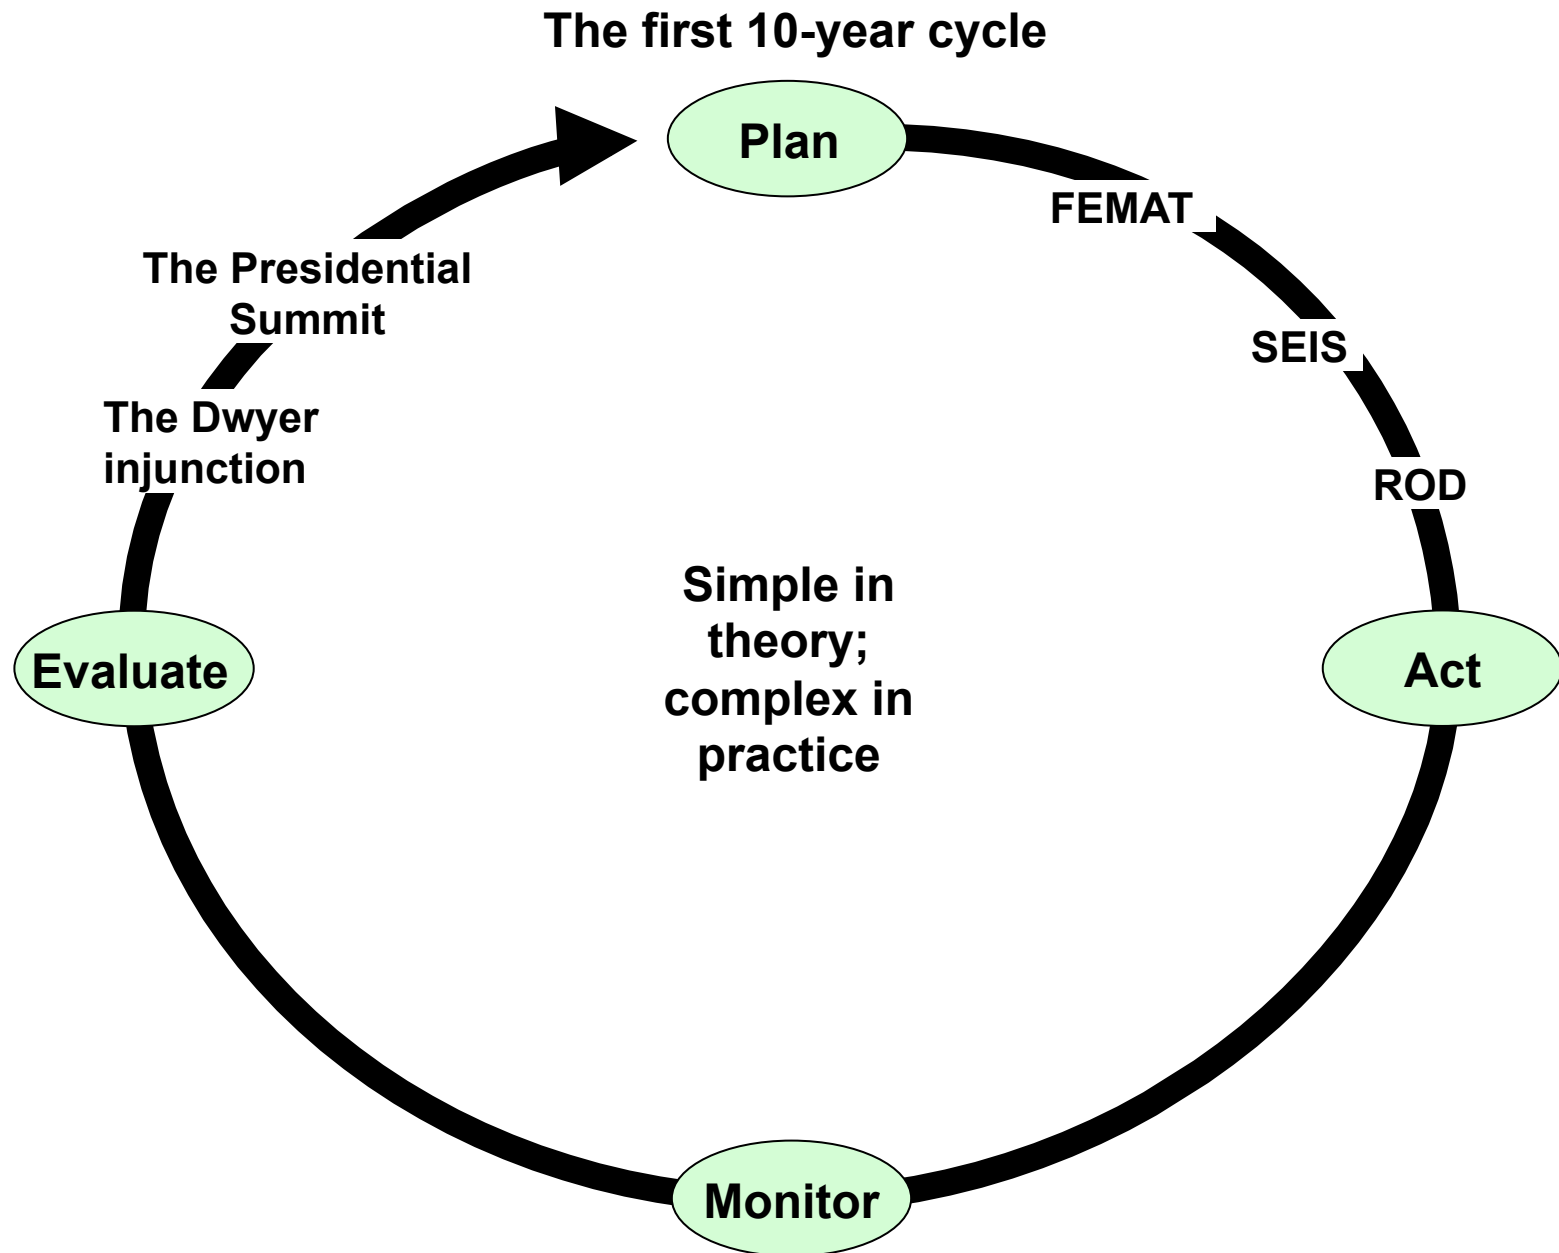 The first 10-year cycle
Plan
FEMAT
The Presidential
Summit
SEIS
The Dwyer
injunction
ROD
Simple in
theory;
complex in
practice
Evaluate
Act
Monitor